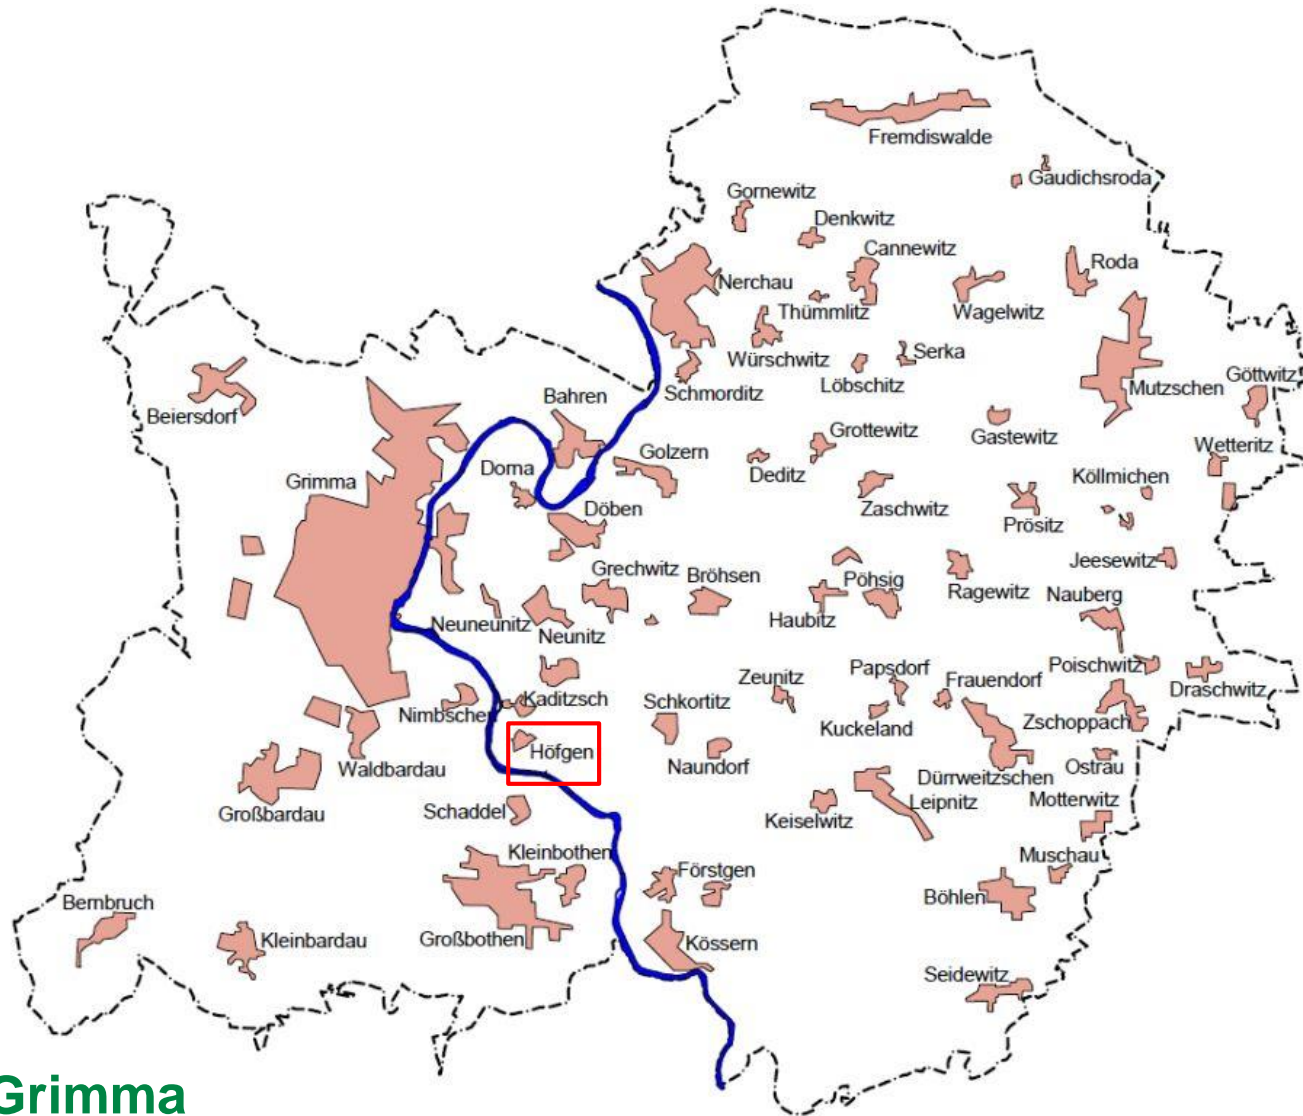 Fremdiswalde
Gaudichsroda
Gornewitz
Denkwitz
Cannewitz
Roda
Nerchau
Thümmlitz
Wagelwitz
Würschwitz
Serka
Löbschitz
Schmorditz
Mutzschen
Göttwitz
Beiersdorf
Bahren
Grottewitz
Gastewitz
Wetteritz
Golzern
Dorna
Deditz
Köllmichen
Grimma
Döben
Zaschwitz
Prösitz
Jeesewitz
Grechwitz
Bröhsen
Pöhsig
Ragewitz
Nauberg
Neuneunitz
Neunitz
Haubitz
Zeunitz
Papsdorf
Frauendorf
Poischwitz
Draschwitz
Nimbschen
Kaditzsch
Schkortitz
Kuckeland
Zschoppach
Höfgen
Naundorf
Waldbardau
Dürrweitzschen
Ostrau
Großbardau
Schaddel
Keiselwitz
Leipnitz
Motterwitz
Kleinbothen
Förstgen
Muschau
Böhlen
Bernbruch
Kleinbardau
Großbothen
Kössern
Seidewitz
Grimma